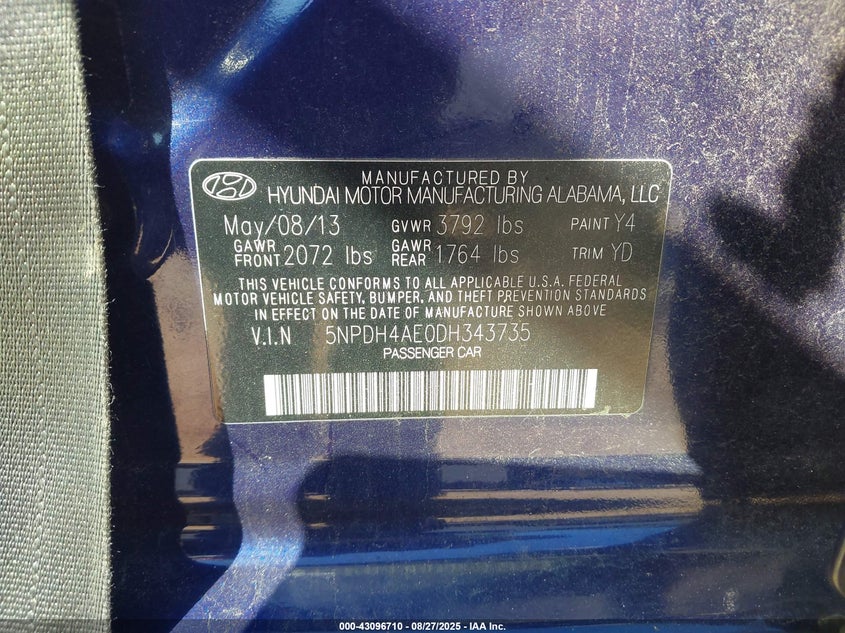 MANUFACTURED BY
HYUNDAI MOTOR MANUFACTURING ALABAMA, LLC
May/08/13 GVWR 3792 lbs PAINT Y4
GAWR FRONT 2072 lbs GAWR REAR 1764 lbs TRIM YD
THIS VEHICLE CONFORMS TO ALL APPLICABLE U.S.A. FEDERAL
MOTOR VEHICLE SAFETY, BUMPER, AND THEFT PREVENTION STANDARDS
IN EFFECT ON THE DATE OF MANUFACTURE SHOWN ABOVE
V.I.N 5NPDH4AE0DH343735
PASSENGER CAR
000-43096710 - 08/27/2025 - IAA Inc.